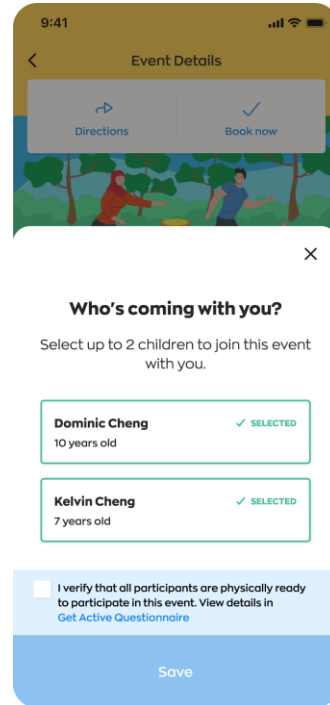 9:41
Event Details
Directions
Book now
Who's coming with you?
Select up to 2 children to join this event
with you.
Dominic Cheng
✓ SELECTED
10 years old
Kelvin Cheng
✓ SELECTED
7 years old
I verify that all participants are physically ready
to participate in this event. View details in
Get Active Questionnaire
Save